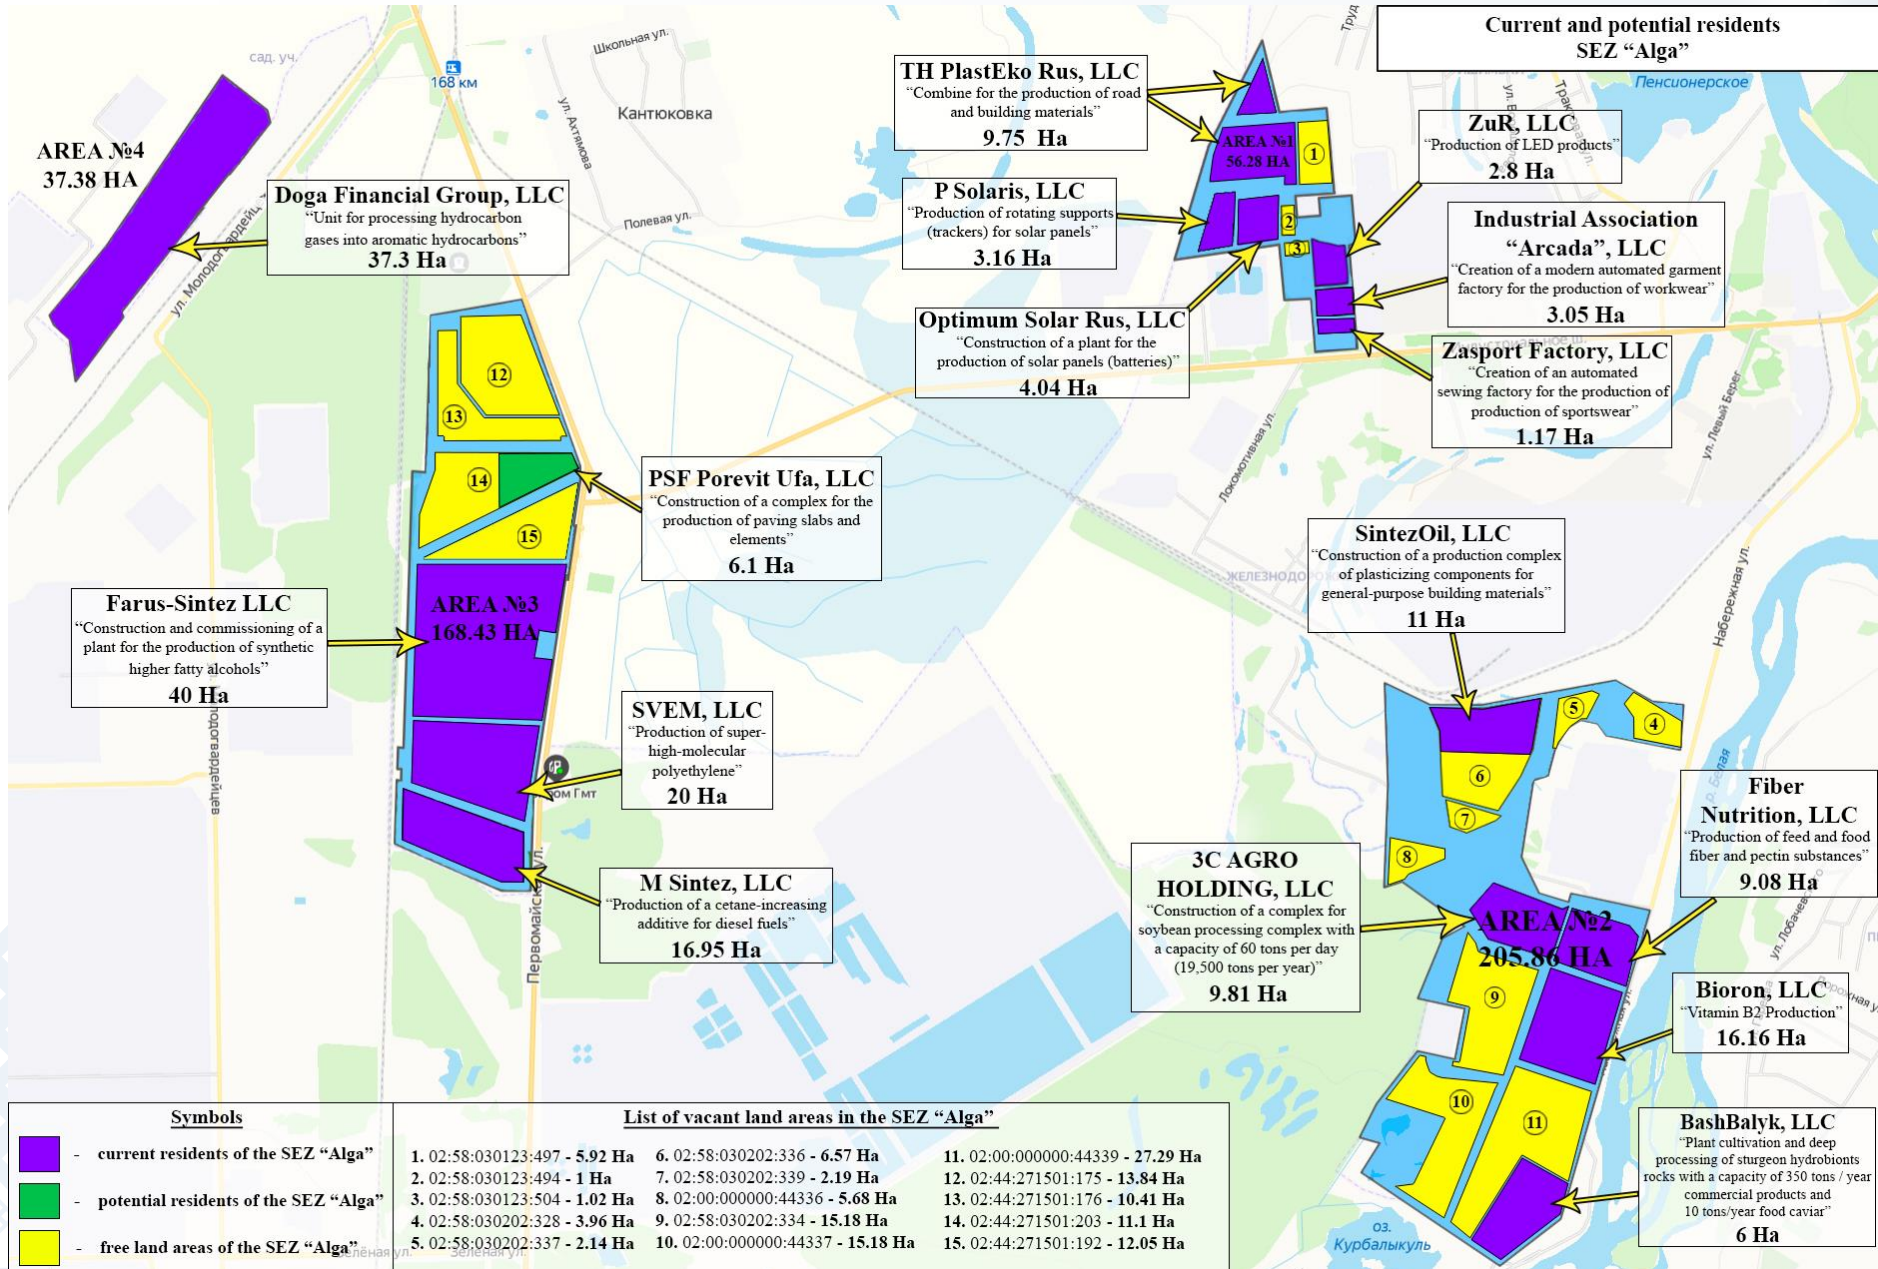 Current and potential residents
SEZ “Alga”
сад. уч.
168 км
Школьная ул.
ул. Ахтямова
Кантюковка
Полевая ул.
Пенсионерское
AREA №4
37.38 HA
Doga Financial Group, LLC
“Unit for processing hydrocarbon
gases into aromatic hydrocarbons”
37.3 Ha
TH PlastEko Rus, LLC
“Combine for the production of road
and building materials”
9.75 Ha
AREA №1
56.28 HA
1
2
3
P Solaris, LLC
“Production of rotating supports
(trackers) for solar panels”
3.16 Ha
Optimum Solar Rus, LLC
“Construction of a plant for the
production of solar panels (batteries)”
4.04 Ha
ZuR, LLC
“Production of LED products”
2.8 Ha
Industrial Association
“Arcada”, LLC
“Creation of a modern automated garment
factory for the production of workwear”
3.05 Ha
Zasport Factory, LLC
“Creation of an automated
sewing factory for the production of
production of sportswear”
1.17 Ha
Локомотивная ул.
ул. Левый Берег
Набережная ул.
12
13
14
15
PSF Porevit Ufa, LLC
“Construction of a complex for the
production of paving slabs and
elements”
6.1 Ha
AREA №3
168.43 HA
Farus-Sintez LLC
“Construction and commissioning of a
plant for the production of synthetic
higher fatty alcohols”
40 Ha
SVEM, LLC
“Production of super-
high-molecular
polyethylene”
20 Ha
M Sintez, LLC
“Production of a cetane-increasing
additive for diesel fuels”
16.95 Ha
SintezOil, LLC
“Construction of a production complex
of plasticizing components for
general-purpose building materials”
11 Ha
4
5
6
7
8
р. Белая
Fiber
Nutrition, LLC
“Production of feed and food
fiber and pectin substances”
9.08 Ha
3C AGRO
HOLDING, LLC
“Construction of a complex for
soybean processing complex with
a capacity of 60 tons per day
(19,500 tons per year)”
9.81 Ha
AREA №2
205.86 HA
9
10
11
Bioron, LLC
“Vitamin B2 Production”
16.16 Ha
BashBalyk, LLC
“Plant cultivation and deep
processing of sturgeon hydrobionts
rocks with a capacity of 350 tons / year
commercial products and
10 tons/year food caviar”
6 Ha
оз.
Курбалыкуль
Symbols
- current residents of the SEZ “Alga”
- potential residents of the SEZ “Alga”
- free land areas of the SEZ “Alga”
List of vacant land areas in the SEZ “Alga”
1. 02:58:030123:497 - 5.92 Ha
2. 02:58:030123:494 - 1 Ha
3. 02:58:030123:504 - 1.02 Ha
4. 02:58:030202:328 - 3.96 Ha
5. 02:58:030202:337 - 2.14 Ha
6. 02:58:030202:336 - 6.57 Ha
7. 02:58:030202:339 - 2.19 Ha
8. 02:00:000000:44336 - 5.68 Ha
9. 02:58:030202:334 - 15.18 Ha
10. 02:00:000000:44337 - 15.18 Ha
11. 02:00:000000:44339 - 27.29 Ha
12. 02:44:271501:175 - 13.84 Ha
13. 02:44:271501:176 - 10.41 Ha
14. 02:44:271501:203 - 11.1 Ha
15. 02:44:271501:192 - 12.05 Ha